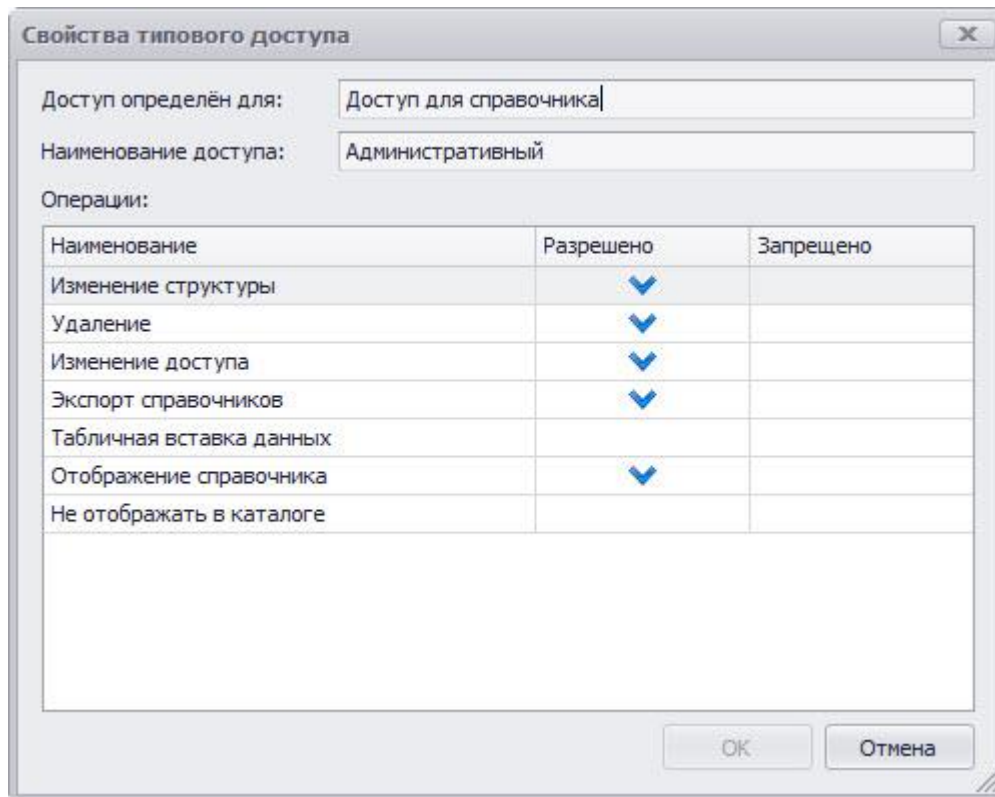 Свойства типового доступа
Доступ определён для: Доступ для справочника
Наименование доступа: Административный
Операции:
Наименование Разрешено Запрещено
Изменение структуры
Удаление
Изменение доступа
Экспорт справочников
Табличная вставка данных
Отображение справочника
Не отображать в каталоге
ОК Отмена